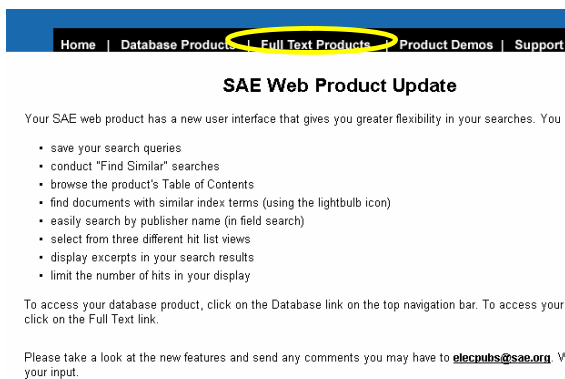 Home | Database Products | Full Text Products | Product Demos | Support
SAE Web Product Update
Your SAE web product has a new user interface that gives you greater flexibility in your searches. You
• save your search queries
• conduct "Find Similar" searches
• browse the product's Table of Contents
• find documents with similar index terms (using the lightbulb icon)
• easily search by publisher name (in field search)
• select from three different hit list views
• display excerpts in your search results
• limit the number of hits in your display
To access your database product, click on the Database link on the top navigation bar. To access your
click on the Full Text link.
Please take a look at the new features and send any comments you may have to elecpubs@sae.org.
your input.